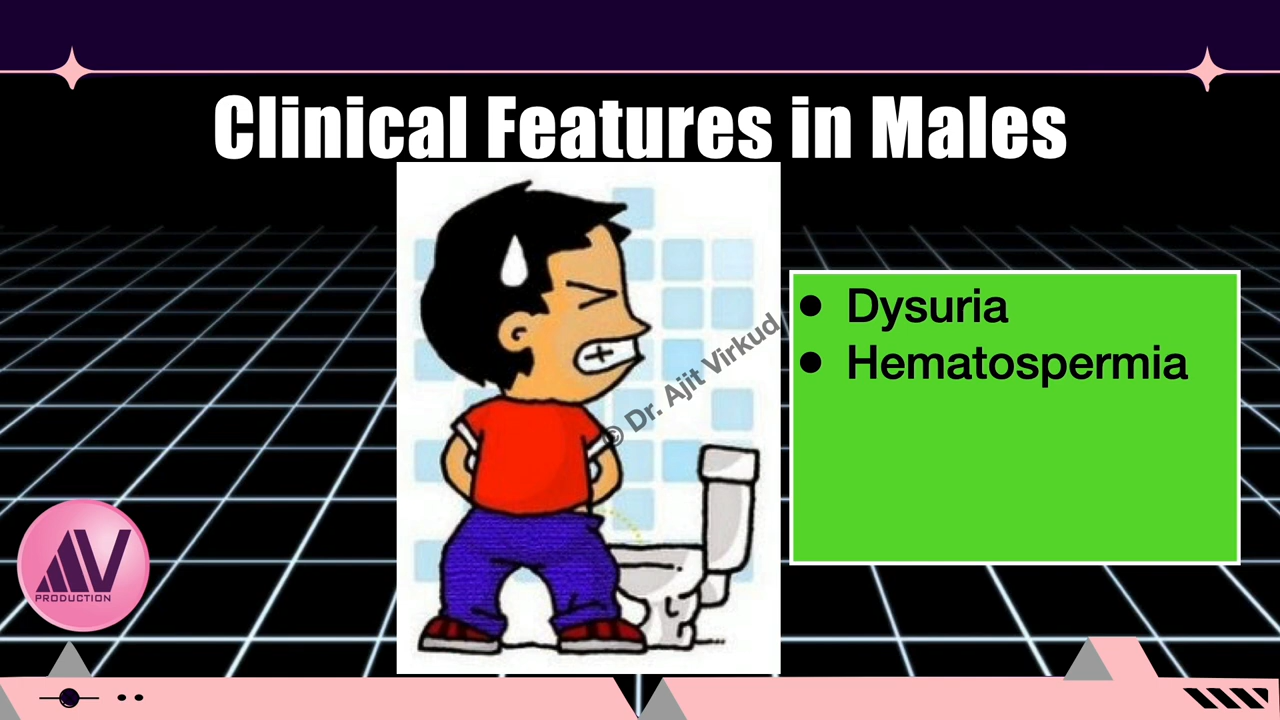 Clinical Features in Males
© Dr. Ajit Virkud
• Dysuria
• Hematospermia
AV
PRODUCTION